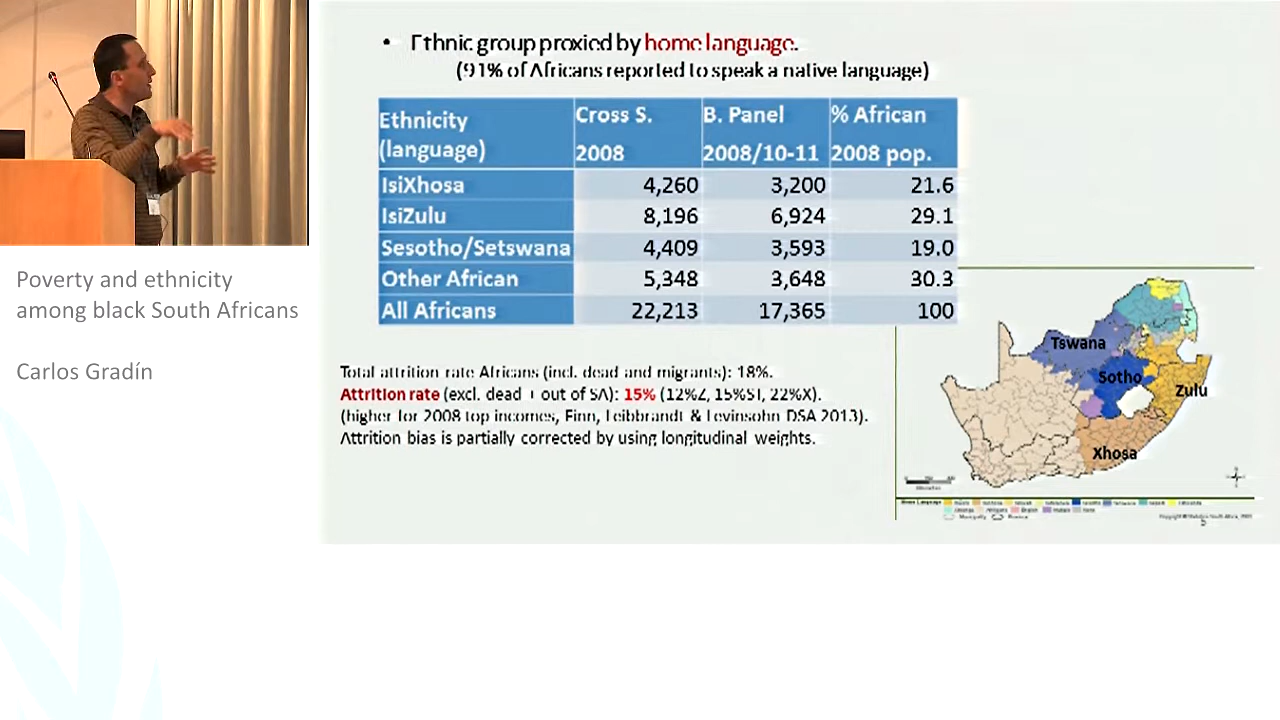 Poverty and ethnicity
among black South Africans
Carlos Gradín
• Ethnic group proxied by home language.
(91% of Africans reported to speak a native language)
Ethnicity (language) Cross S. 2008 B. Panel 2008/10-11 % African 2008 pop.
IsiXhosa 4,260 3,200 21.6
IsiZulu 8,196 6,924 29.1
Sesotho/Setswana 4,409 3,593 19.0
Other African 5,348 3,648 30.3
All Africans 22,213 17,365 100
Total attrition rate Africans (incl. dead and migrants): 18%.
Attrition rate (excl. dead + out of SA): 15% (12%Z, 15%ST, 22%X).
(higher for 2008 top incomes, Finn, Leibbrandt & Levinsohn DSA 2013).
Attrition bias is partially corrected by using longitudinal weights.
Tswana
Sotho
Zulu
Xhosa
5